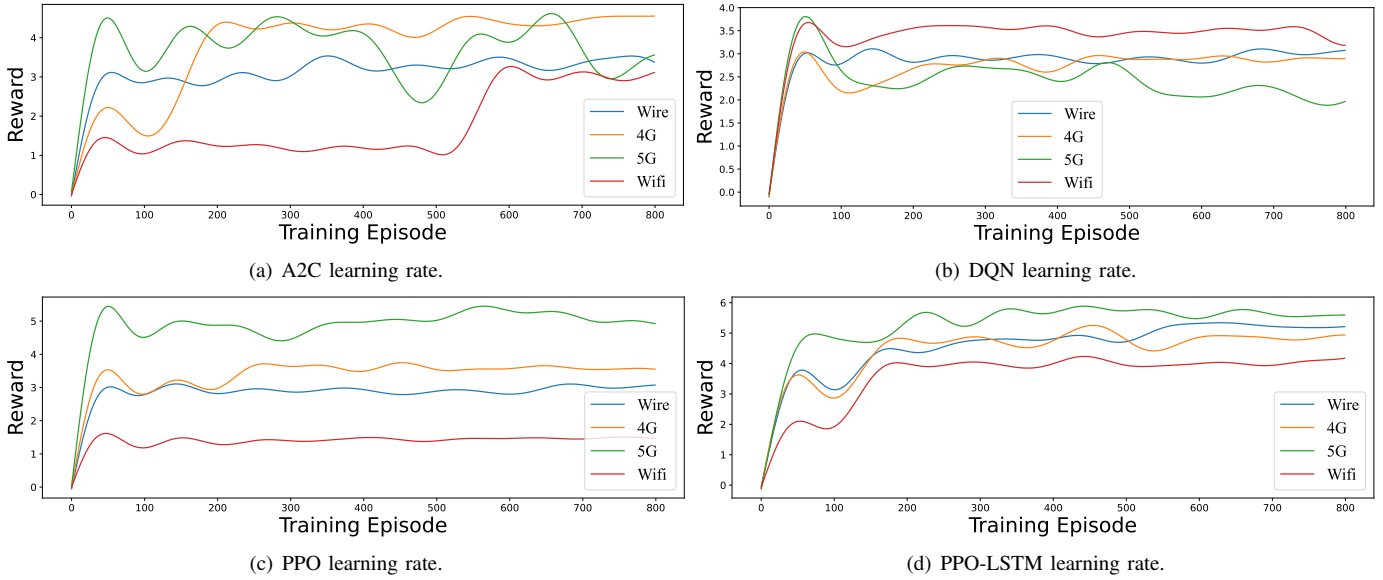 4
3
2
1
0
Reward
0 100 200 300 400 500 600 700 800
Training Episode
Wire
4G
5G
Wifi
(a) A2C learning rate.
4.0
3.5
3.0
2.5
2.0
1.5
1.0
0.5
0.0
Reward
0 100 200 300 400 500 600 700 800
Training Episode
Wire
4G
5G
Wifi
(b) DQN learning rate.
5
4
3
2
1
0
Reward
0 100 200 300 400 500 600 700 800
Training Episode
Wire
4G
5G
Wifi
(c) PPO learning rate.
6
5
4
3
2
1
0
Reward
0 100 200 300 400 500 600 700 800
Training Episode
Wire
4G
5G
Wifi
(d) PPO-LSTM learning rate.